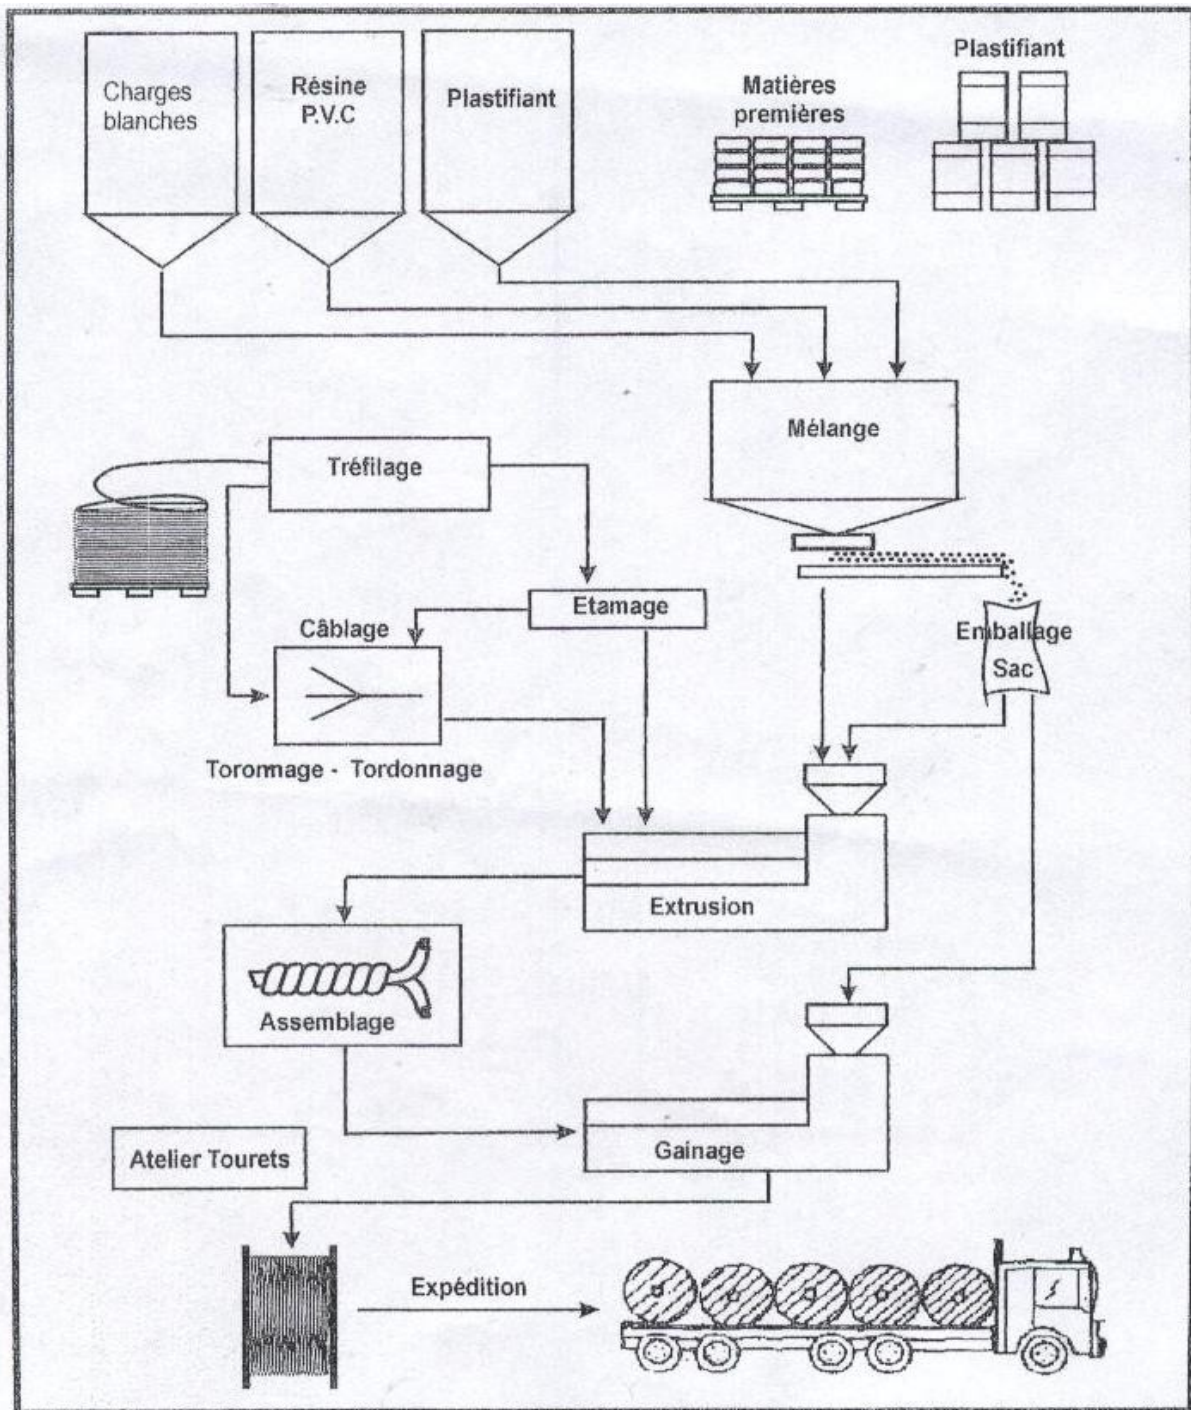 Plastifiant
Charges
blanches
Résine
P.V.C
Plastifiant
Matières
premières
Mélange
Tréfilage
Etamage
Câblage
Emballage
Sac
Toronnage - Tordonnage
Extrusion
Assemblage
Gainage
Atelier Tourets
Expédition